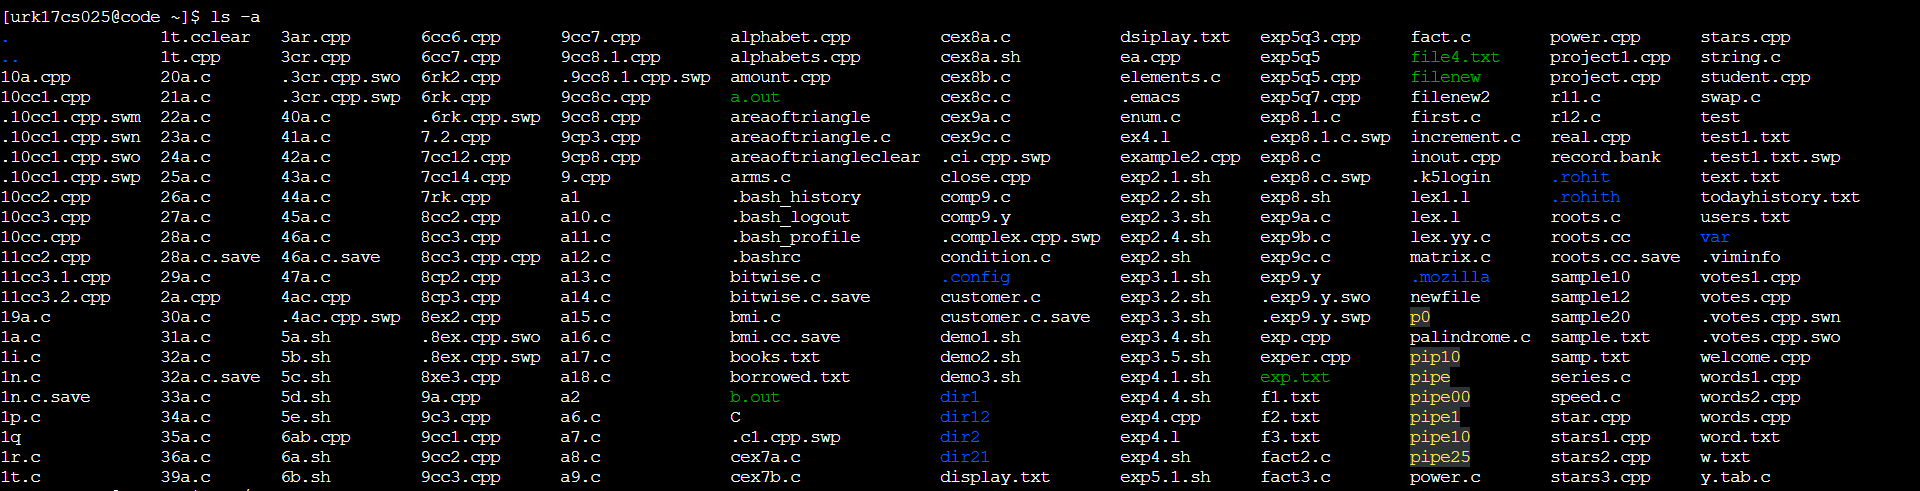 [urk17cs025@code ~]$ ls -a
. 1t.cclear 3ar.cpp 6cc6.cpp 9cc7.cpp alphabet.cpp cex8a.c dsiplay.txt exp5q3.cpp fact.c power.cpp stars.cpp
.. 1t.cpp 3cr.cpp 6cc7.cpp 9cc8.1.cpp alphabets.cpp cex8a.sh ea.cpp exp5q5 file4.txt project1.cpp string.c
10a.cpp 20a.c .3cr.cpp.swo 6rk2.cpp .9cc8.1.cpp.swp amount.cpp cex8b.c elements.c exp5q5.cpp filenew project.cpp student.cpp
10cc1.cpp 21a.c .3cr.cpp.swp 6rk.cpp 9cc8c.cpp a.out cex8c.c .emacs exp5q7.cpp filenew2 r11.c swap.c
.10cc1.cpp.swm 22a.c 40a.c .6rk.cpp.swp 9cc8.cpp areaoftriangle cex9a.c enum.c exp8.1.c first.c r12.c test
.10cc1.cpp.swn 23a.c 41a.c 7.2.cpp 9cp3.cpp areaoftriangle.c cex9c.c ex4.l .exp8.1.c.swp increment.c real.cpp test1.txt
.10cc1.cpp.swo 24a.c 42a.c 7cc12.cpp 9cp8.cpp areaoftriangleclear .ci.cpp.swp example2.cpp exp8.c inout.cpp record.bank .test1.txt.swp
.10cc1.cpp.swp 25a.c 43a.c 7cc14.cpp 9.cpp arms.c close.cpp exp2.1.sh .exp8.c.swp .k5login .rohit text.txt
10cc2.cpp 26a.c 44a.c 7rk.cpp a1 .bash_history comp9.c exp2.2.sh exp8.sh lex1.l .rohith todayhistory.txt
10cc3.cpp 27a.c 45a.c 8cc2.cpp a10.c .bash_logout comp9.y exp2.3.sh exp9a.c lex.l roots.c users.txt
10cc.cpp 28a.c 46a.c 8cc3.cpp a11.c .bash_profile .complex.cpp.swp exp2.4.sh exp9b.c lex.yy.c roots.cc var
11cc2.cpp 28a.c.save 46a.c.save 8cc3.cpp.cpp a12.c .bashrc condition.c exp2.sh exp9c.c matrix.c roots.cc.save .viminfo
11cc3.1.cpp 29a.c 47a.c 8cp2.cpp a13.c bitwise.c .config exp3.1.sh exp9.y .mozilla sample10 votes1.cpp
11cc3.2.cpp 2a.cpp 4ac.cpp 8cp3.cpp a14.c bitwise.c.save customer.c exp3.2.sh .exp9.y.swo newfile sample12 votes.cpp
19a.c 30a.c .4ac.cpp.swp 8ex2.cpp a15.c bmi.c customer.c.save exp3.3.sh .exp9.y.swp p0 sample20 .votes.cpp.swn
1a.c 31a.c 5a.sh .8ex.cpp.swo a16.c bmi.cc.save demo1.sh exp3.4.sh exp.cpp palindrome.c sample.txt .votes.cpp.swo
1i.c 32a.c 5b.sh .8ex.cpp.swp a17.c books.txt demo2.sh exp3.5.sh exper.cpp pip10 samp.txt welcome.cpp
1n.c 32a.c.save 5c.sh 8xe3.cpp a18.c borrowed.txt demo3.sh exp4.1.sh exp.txt pipe series.c words1.cpp
1n.c.save 33a.c 5d.sh 9a.cpp a2 b.out dir1 exp4.4.sh f1.txt pipe00 speed.c words2.cpp
1p.c 34a.c 5e.sh 9c3.cpp a6.c C dir12 exp4.cpp f2.txt pipe1 star.cpp words.cpp
1q 35a.c 6ab.cpp 9cc1.cpp a7.c .c1.cpp.swp dir2 exp4.l f3.txt pipe10 stars1.cpp word.txt
1r.c 36a.c 6a.sh 9cc2.cpp a8.c cex7a.c dir21 exp4.sh fact2.c pipe25 stars2.cpp w.txt
1t.c 39a.c 6b.sh 9cc3.cpp a9.c cex7b.c display.txt exp5.1.sh fact3.c power.c stars3.cpp y.tab.c